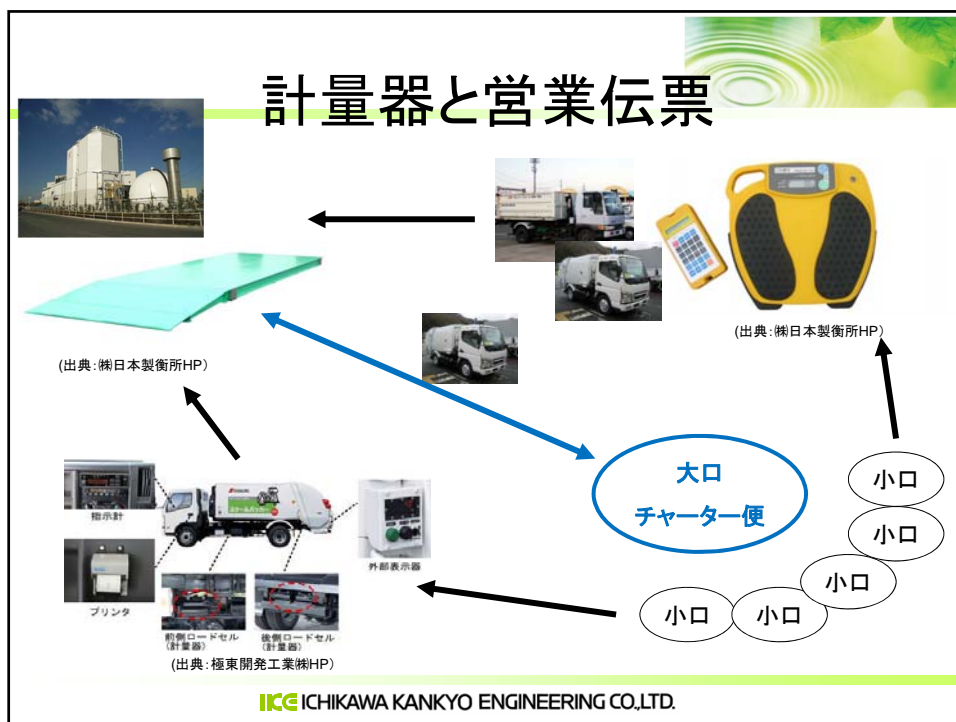 計量器と営業伝票
(出典:㈱日本製衡所HP)
(出典:㈱日本製衡所HP)
大口
チャーター便
小口
小口
小口
小口
小口
指示計
プリンタ
外部表示器
前側ロードセル
(計量器)
後側ロードセル
(計量器)
(出典:極東開発工業㈱HP)
IKE ICHIKAWA KANKYO ENGINEERING CO.,LTD.